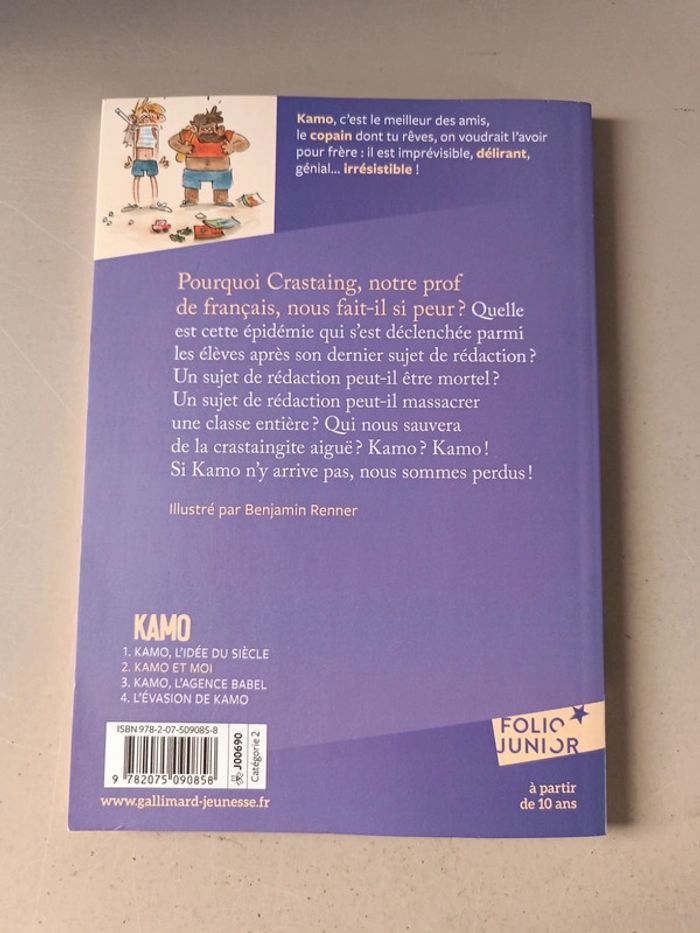 Kamo, c'est le meilleur des amis,
le copain dont tu rêves, on voudrait l'avoir
pour frère : il est imprévisible, délirant,
génial... irrésistible !
Pourquoi Crastaing, notre prof
de français, nous fait-il si peur ? Quelle
est cette épidémie qui s'est déclenchée parmi
les élèves après son dernier sujet de rédaction ?
Un sujet de rédaction peut-il être mortel ?
Un sujet de rédaction peut-il massacrer
une classe entière ? Qui nous sauvera
de la crastaingite aiguë ? Kamo ? Kamo !
Si Kamo n'y arrive pas, nous sommes perdus !
Illustré par Benjamin Renner
KAMO
1. KAMO, L'IDÉE DU SIÈCLE
2. KAMO ET MOI
3. KAMO, L'AGENCE BABEL
4. L'ÉVASION DE KAMO
ISBN 978-2-07-509085-8
9 782075 090858
J00690
Catégorie 2
www.gallimard-jeunesse.fr
FOLIO
JUNIOR
à partir
de 10 ans